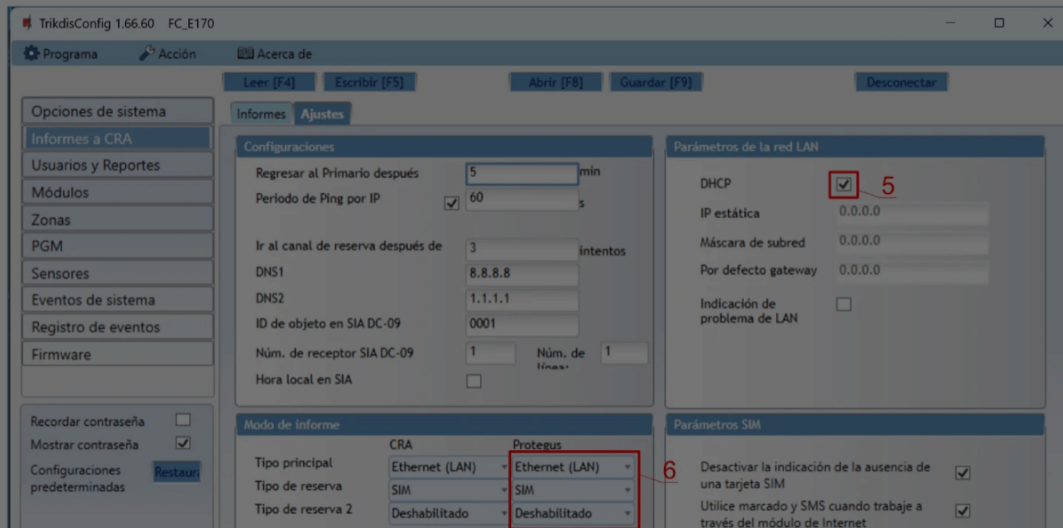 TrikdisConfig 1.66.60 FC_E170
Programa Acción Acerca de
Leer [F4] Escribir [F5] Abrir [F8] Guardar [F9] Desconectar
Opciones de sistema
Informes a CRA
Usuarios y Reportes
Módulos
Zonas
PGM
Sensores
Eventos de sistema
Registro de eventos
Firmware
Recordar contraseña
Mostrar contraseña
Configuraciones
predeterminadas
Restaur
Informes Ajustes
Configuraciones
Regresar al Primario después 5 min
Periodo de Ping por IP 60 s
Ir al canal de reserva después de 3 intentos
DNS1 8.8.8.8
DNS2 1.1.1.1
ID de objeto en SIA DC-09 0001
Núm. de receptor SIA DC-09 1 Núm. de 1
línea:
Hora local en SIA
Parámetros de la red LAN
DHCP 5
IP estática 0.0.0.0
Máscara de subred 0.0.0.0
Por defecto gateway 0.0.0.0
Indicación de
problema de LAN
Modo de informe
CRA Protegus
Tipo principal Ethernet (LAN) Ethernet (LAN) 6
Tipo de reserva SIM SIM
Tipo de reserva 2 Deshabilitado Deshabilitado
Parámetros SIM
Desactivar la indicación de la ausencia de
una tarjeta SIM
Utilice marcado y SMS cuando trabaje a
través del módulo de Internet